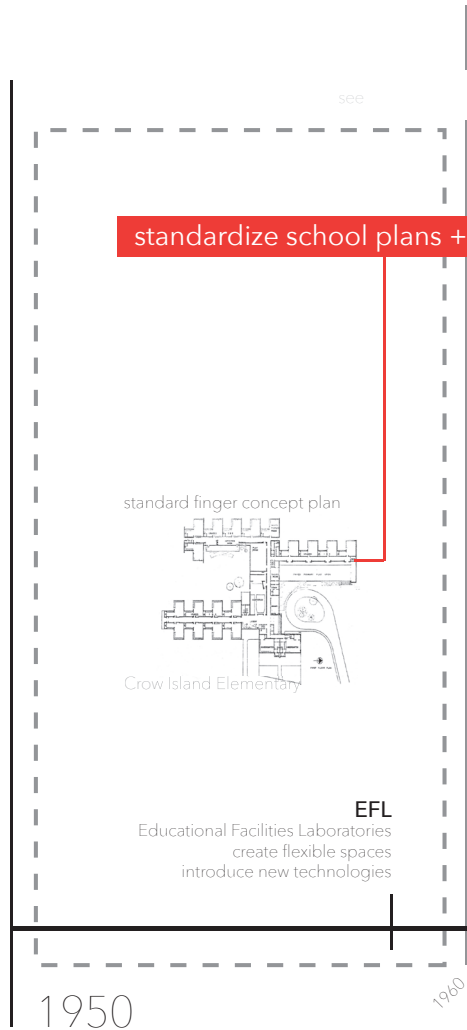 see
standardize school plans +
standard finger concept plan
Crow Island Elementary
EFL
Educational Facilities Laboratories
create flexible spaces
introduce new technologies
1950
1960